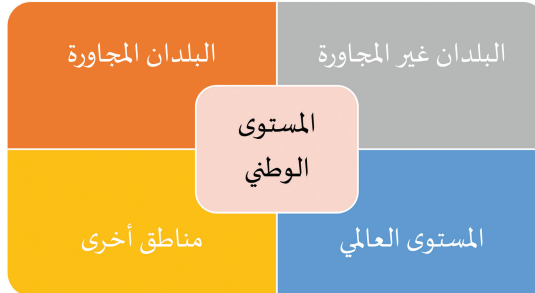 البلدان غير المجاورة
البلدان المجاورة
المستوى
الوطني
المستوى العالمي
مناطق أخرى